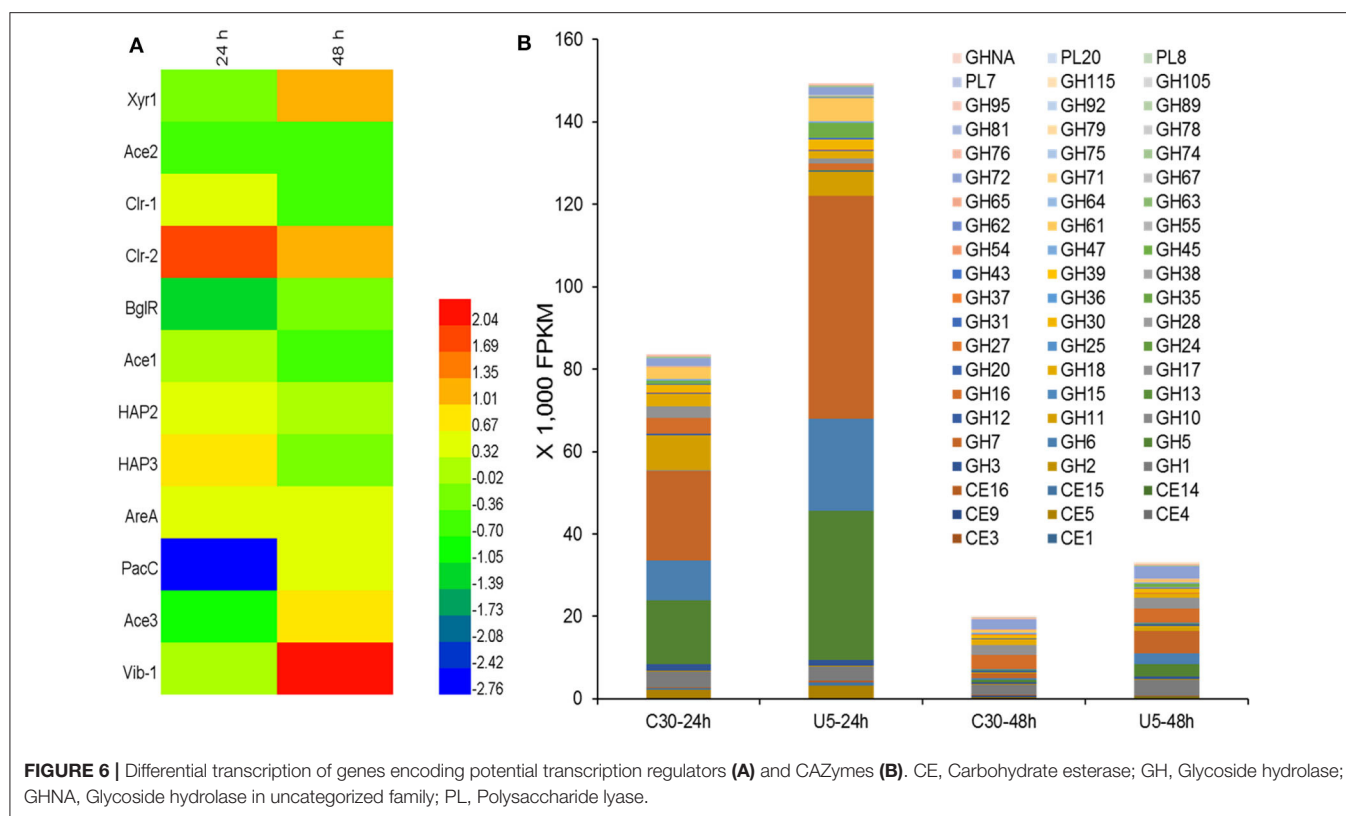 A
24 h
48 h
Xyr1
Ace2
Clr-1
Clr-2
BglR
Ace1
HAP2
HAP3
AreA
PacC
Ace3
Vib-1
2.04
1.69
1.35
1.01
0.67
0.32
-0.02
-0.36
-0.70
-1.05
-1.39
-1.73
-2.08
-2.42
-2.76
B
X 1,000 FPKM
160
140
120
100
80
60
40
20
0
C30-24h
U5-24h
C30-48h
U5-48h
GHNA PL20 PL8
PL7 GH115 GH105
GH95 GH92 GH89
GH81 GH79 GH78
GH76 GH75 GH74
GH72 GH71 GH67
GH65 GH64 GH63
GH62 GH61 GH55
GH54 GH47 GH45
GH43 GH39 GH38
GH37 GH36 GH35
GH31 GH30 GH28
GH27 GH25 GH24
GH20 GH18 GH17
GH16 GH15 GH13
GH12 GH11 GH10
GH7 GH6 GH5
GH3 GH2 GH1
CE16 CE15 CE14
CE9 CE5 CE4
CE3 CE1
FIGURE 6 | Differential transcription of genes encoding potential transcription regulators (A) and CAZymes (B). CE, Carbohydrate esterase; GH, Glycoside hydrolase;
GHNA, Glycoside hydrolase in uncategorized family; PL, Polysaccharide lyase.